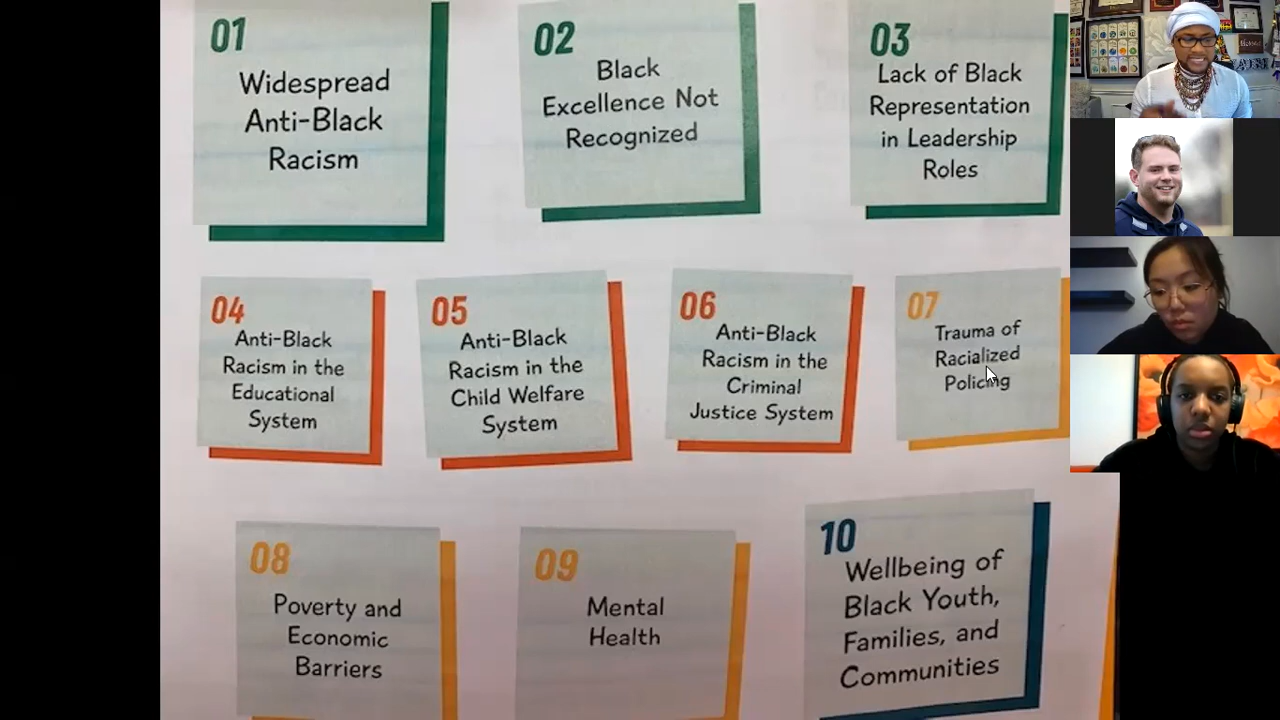 01
Widespread
Anti-Black
Racism
02
Black
Excellence Not
Recognized
03
Lack of Black
Representation
in Leadership
Roles
04
Anti-Black
Racism in the
Educational
System
05
Anti-Black
Racism in the
Child Welfare
System
06
Anti-Black
Racism in the
Criminal
Justice System
07
Trauma of
Racialized
Policing
08
Poverty and
Economic
Barriers
09
Mental
Health
10
Wellbeing of
Black Youth,
Families, and
Communities